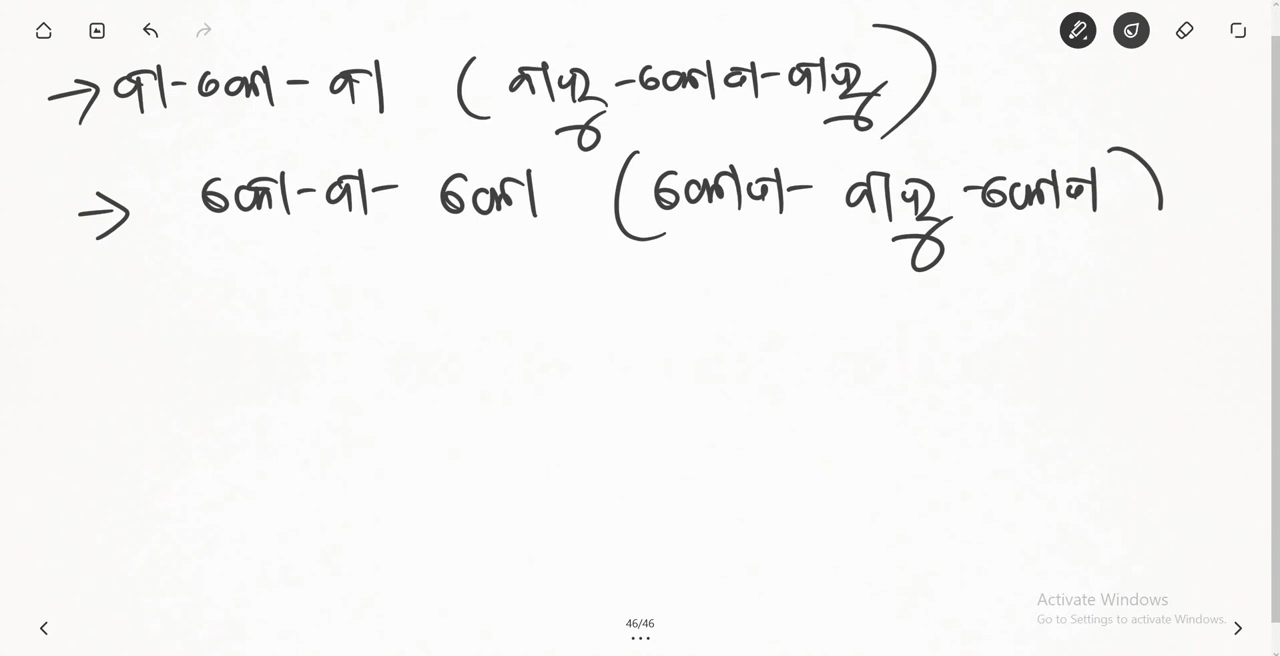 → ବା-କୋ-ବା (ବାହୁ-କୋଣ-ବାହୁ)
→ କୋ-ବା-କୋ (କୋଣ-ବାହୁ-କୋଣ)
Activate Windows
Go to Settings to activate Windows.
46/46